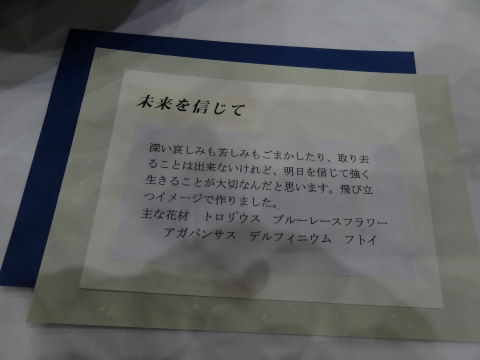 未来を信じて
深い哀しみも苦しみもごまかしたり、取り去
ることは出来ないけれど、明日を信じて強く
生きることが大切なんだと思います。飛び立
つイメージで作りました。
主な花材　トロリウス　ブルーレースフラワー
アガパンサス　デルフィニウム　フトイ